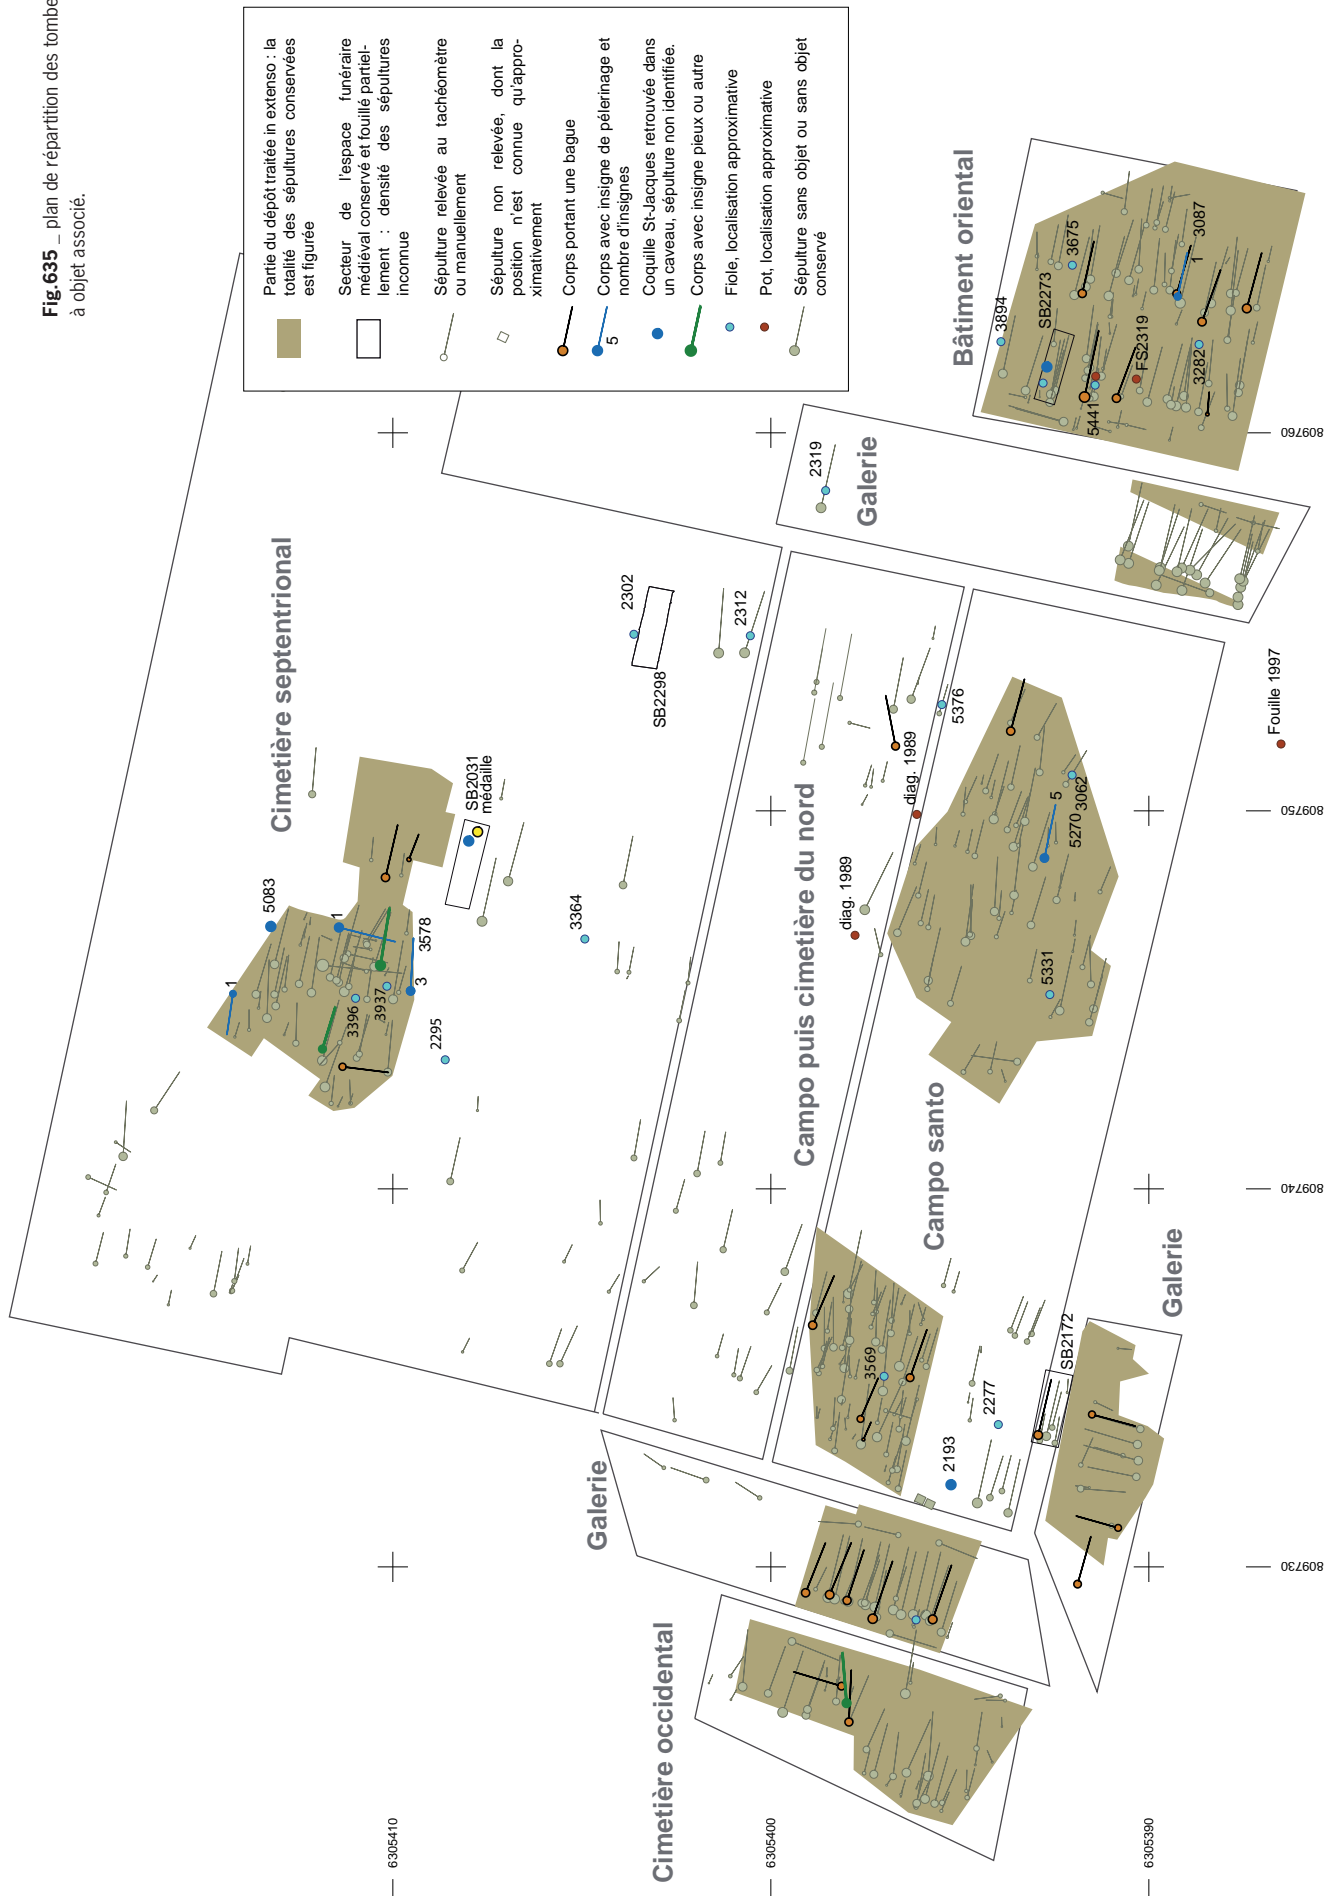 Fig.635 _ plan de répartition des tombe
à objet associé.
Partie du dépôt traitée in extenso : la
totalité des sépultures conservées
est figurée
Secteur de l'espace funéraire
médiéval conservé et fouillé partiel-
lement : densité des sépultures
inconnue
Sépulture relevée au tachéomètre
ou manuellement
Sépulture non relevée, dont la
position n'est connue qu'appro-
ximativement
Corps portant une bague
5
Corps avec insigne de pélerinage et
nombre d'insignes
Coquille St-Jacques retrouvée dans
un caveau, sépulture non identifiée.
Corps avec insigne pieux ou autre
Fiole, localisation approximative
Pot, localisation approximative
Sépulture sans objet ou sans objet
conservé
Cimetière septentrional
5083
1
1
3578
3
3937
3396
2295
SB2031
médaille
3364
2302
SB2298
2312
Campo puis cimetière du nord
diag. 1989
diag. 1989
5376
Galerie
2319
Bâtiment oriental
3894
SB2273
3675
3087
1
FS2319
3282
5441
Campo santo
5
5270
3062
5331
3569
2277
2193
SB2172
Fouille 1997
Galerie
Galerie
Cimetière occidental
6305410
6305400
6305390
809760
809750
809740
809730